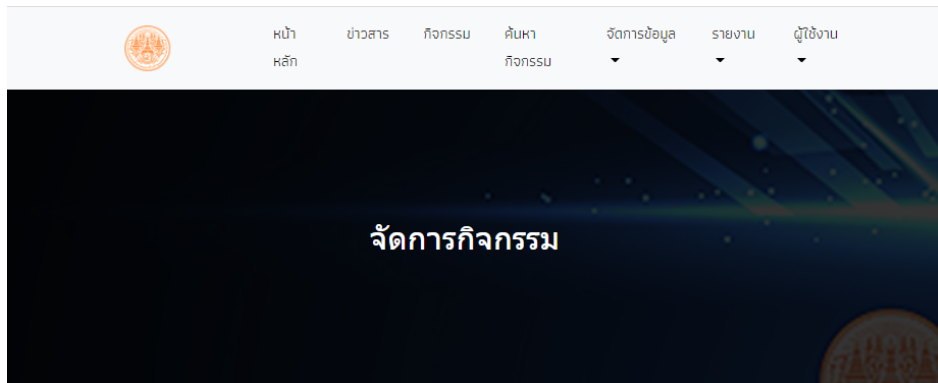 หน้า ข่าวสาร กิจกรรม ค้นหา จัดการข้อมูล รายงาน ผู้ใช้งาน
หลัก กิจกรรม
จัดการกิจกรรม